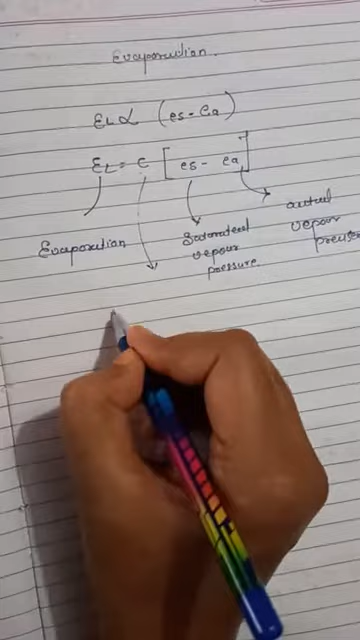 Evaporation.
EL α (es - ea)
EL = c [es - ea]
Evaporation
Saturated
vapour
pressure
actual
vapour
pressure